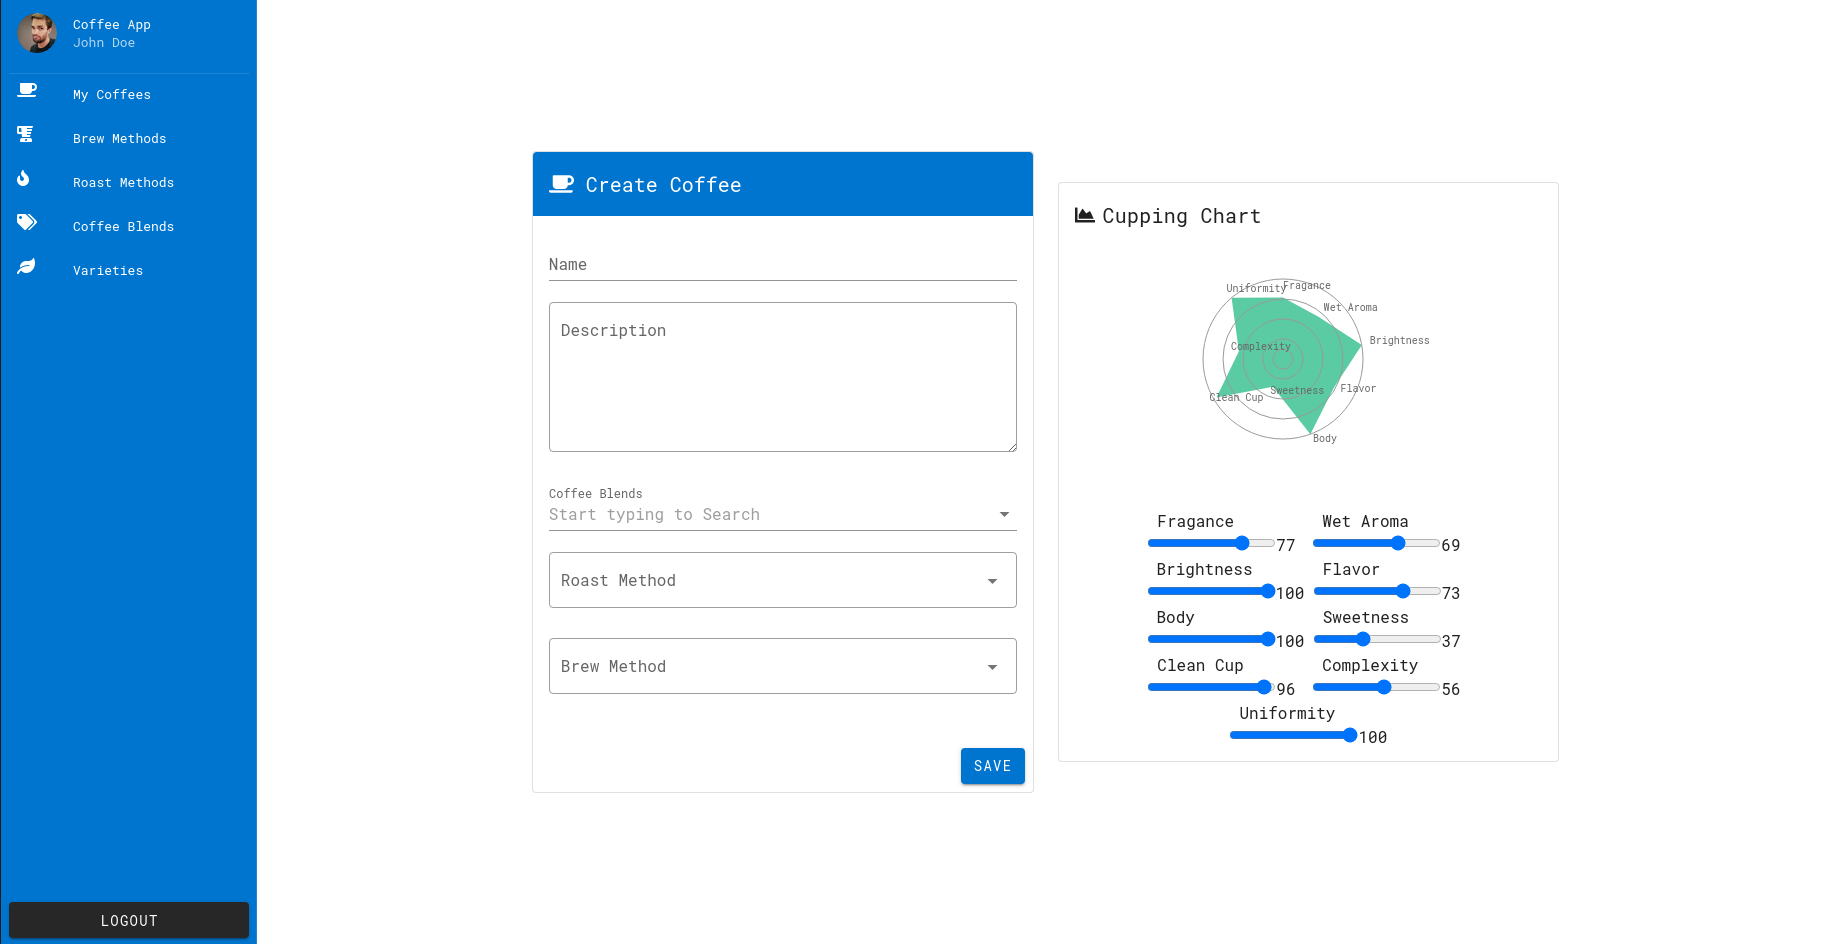 Coffee App
John Doe
My Coffees
Brew Methods
Roast Methods
Coffee Blends
Varieties
LOGOUT
Create Coffee
Name
Description
Coffee Blends
Start typing to Search
Roast Method
Brew Method
SAVE
Cupping Chart
Uniformity
Fragance
Wet Aroma
Brightness
Complexity
Flavor
Sweetness
Clean Cup
Body
Fragance
77
Wet Aroma
69
Brightness
100
Flavor
73
Body
100
Sweetness
37
Clean Cup
96
Complexity
56
Uniformity
100